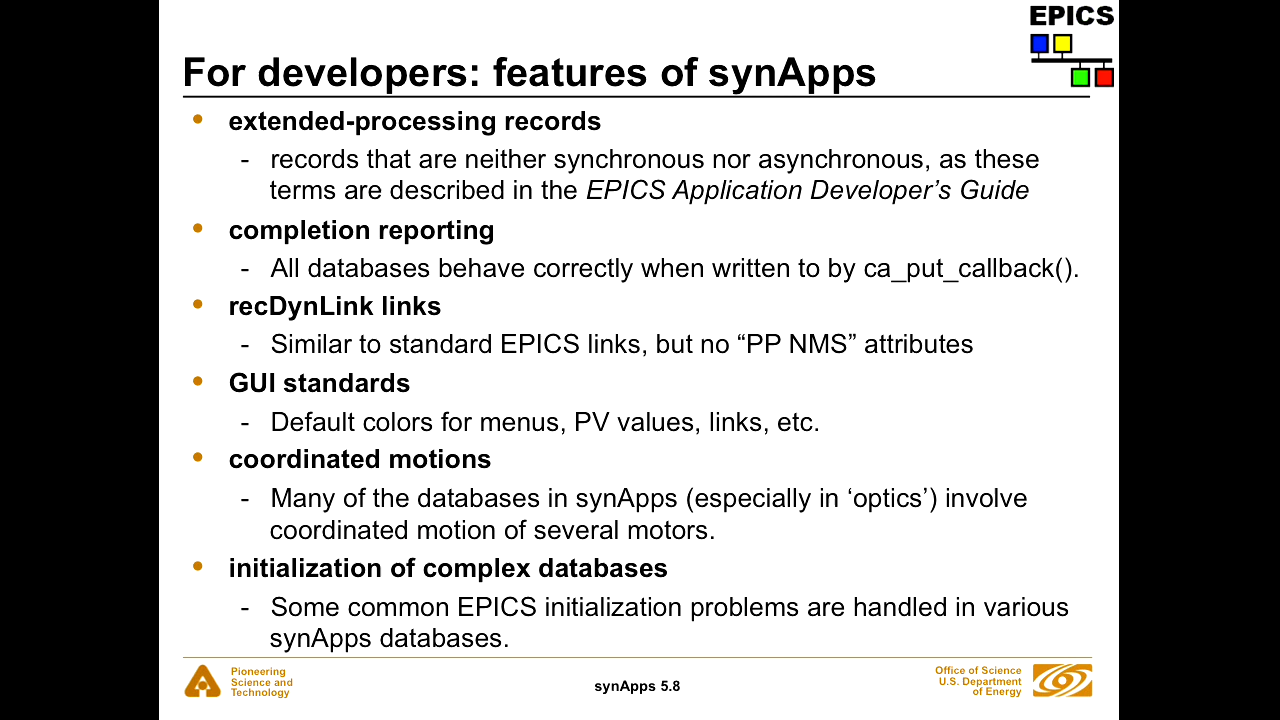 EPICS
For developers: features of synApps
• extended-processing records
- records that are neither synchronous nor asynchronous, as these
terms are described in the EPICS Application Developer’s Guide
• completion reporting
- All databases behave correctly when written to by ca_put_callback().
• recDynLink links
- Similar to standard EPICS links, but no “PP NMS” attributes
• GUI standards
- Default colors for menus, PV values, links, etc.
• coordinated motions
- Many of the databases in synApps (especially in ‘optics’) involve
coordinated motion of several motors.
• initialization of complex databases
- Some common EPICS initialization problems are handled in various
synApps databases.
Pioneering
Science and
Technology
synApps 5.8
Office of Science
U.S. Department
of Energy